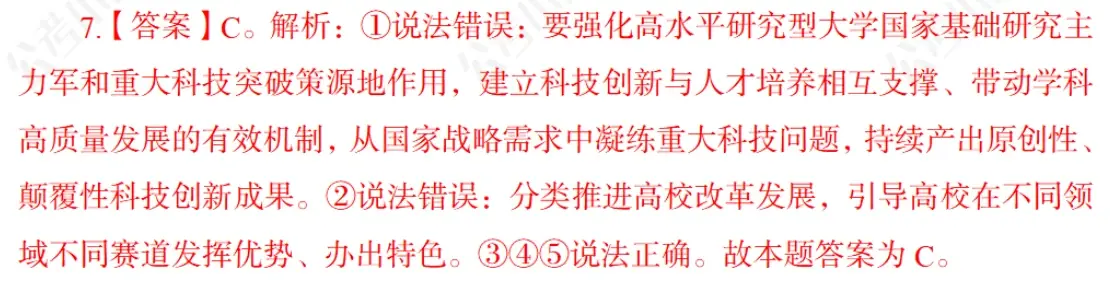 7.【答案】C。解析：①说法错误：要强化高水平研究型大学国家基础研究主
力军和重大科技突破策源地作用，建立科技创新与人才培养相互支撑、带动学科
高质量发展的有效机制，从国家战略需求中凝练重大科技问题，持续产出原创性、
颠覆性科技创新成果。②说法错误：分类推进高校改革发展，引导高校在不同领
域不同赛道发挥优势、办出特色。③④⑤说法正确。故本题答案为 C。